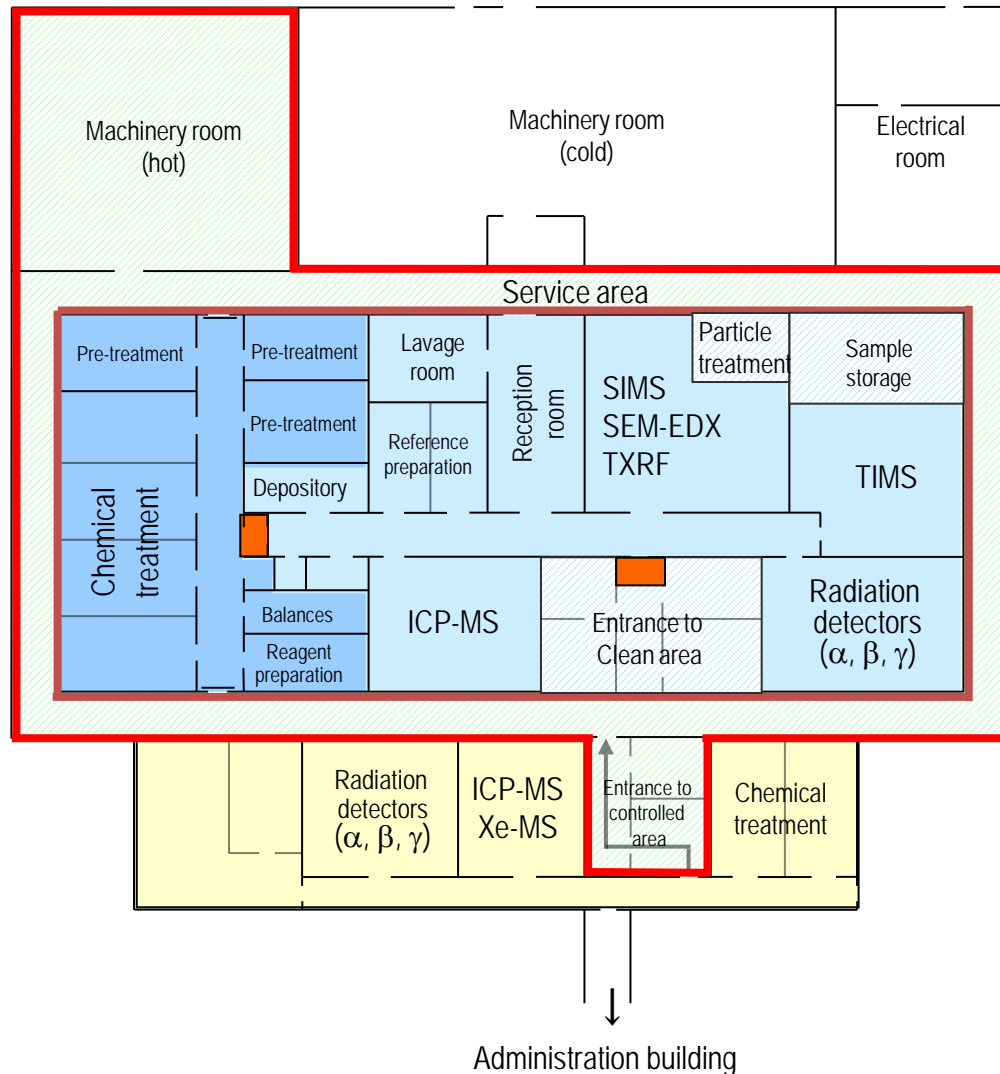 Machinery room
(hot)
Machinery room
(cold)
Electrical
room
Service area
Pre-treatment
Pre-treatment
Pre-treatment
Depository
Chemical
treatment
Lavage
room
Reference
preparation
Reception
room
SIMS
SEM-EDX
TXRF
Particle
treatment
Sample
storage
TIMS
Balances
Reagent
preparation
ICP-MS
Entrance to
Clean area
Radiation
detectors
(α, β, γ)
Radiation
detectors
(α, β, γ)
ICP-MS
Xe-MS
Entrance to
controlled
area
Chemical
treatment
Administration building